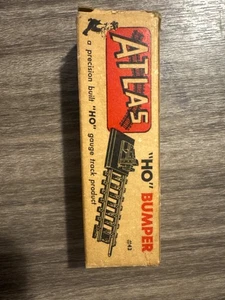 ATLAS
a precision built "HO" gauge track product
"HO" BUMPER